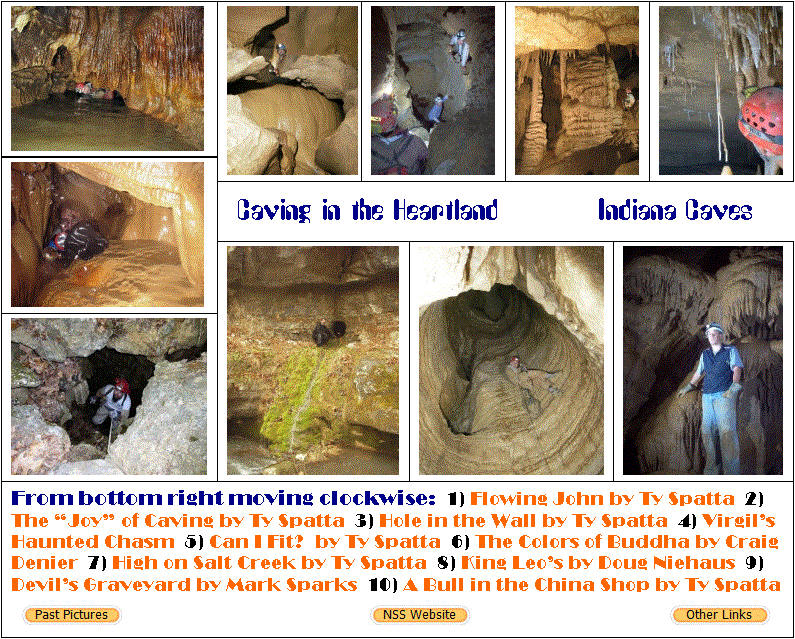 Caving in the Heartland
Indiana Caves
From bottom right moving clockwise: 1) Flowing John by Ty Spatta 2)
The “Joy” of Caving by Ty Spatta 3) Hole in the Wall by Ty Spatta 4) Virgil’s
Haunted Chasm 5) Can I Fit? by Ty Spatta 6) The Colors of Buddha by Craig
Denier 7) High on Salt Creek by Ty Spatta 8) King Leo’s by Doug Niehaus 9)
Devil’s Graveyard by Mark Sparks 10) A Bull in the China Shop by Ty Spatta
Past Pictures
NSS Website
Other Links